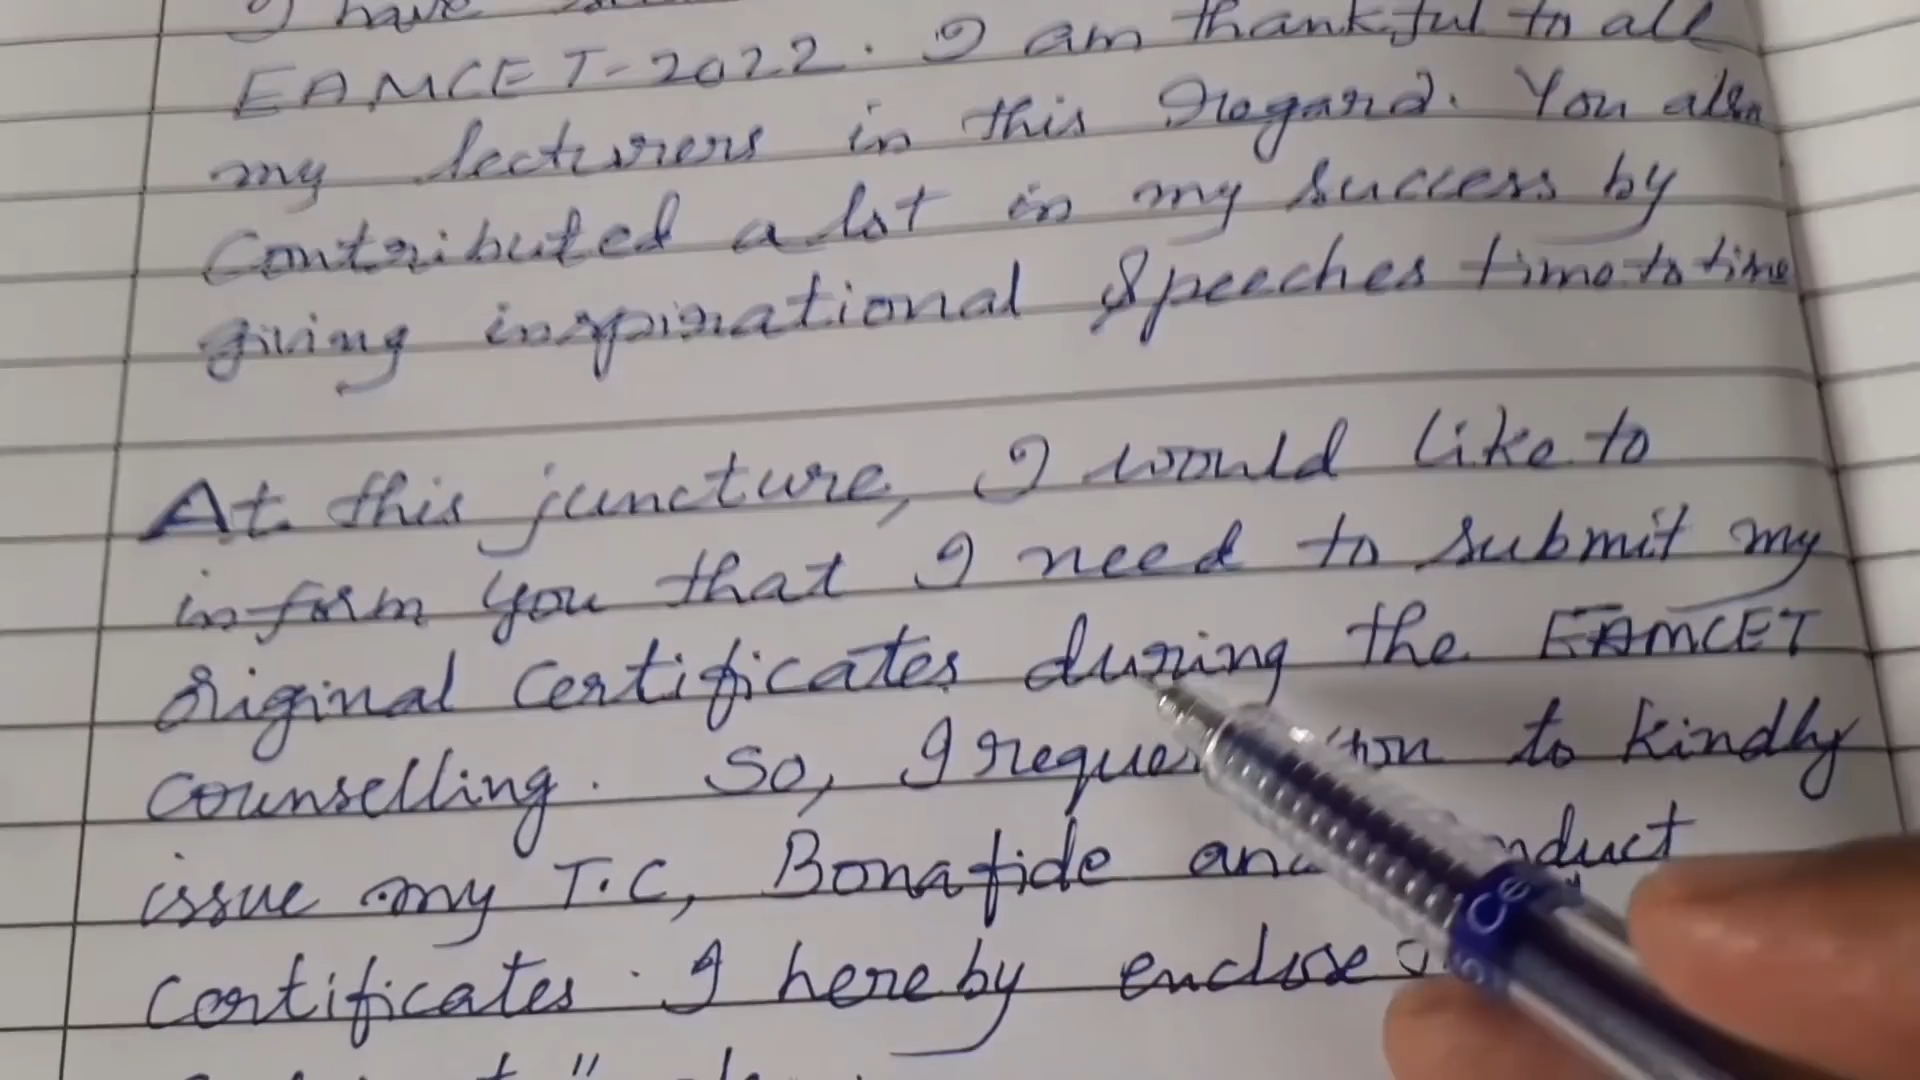 I have
EAMCET-2022. I am thankful to all
my lecturers in this regard. You also
contributed a lot in my success by
giving inspirational speeches time to time
At this juncture, I would like to
inform you that I need to submit my
original certificates during the EAMCET
counselling. So, I to kindly
issue my T.C, Bonafide
certificates. I hereby enclose